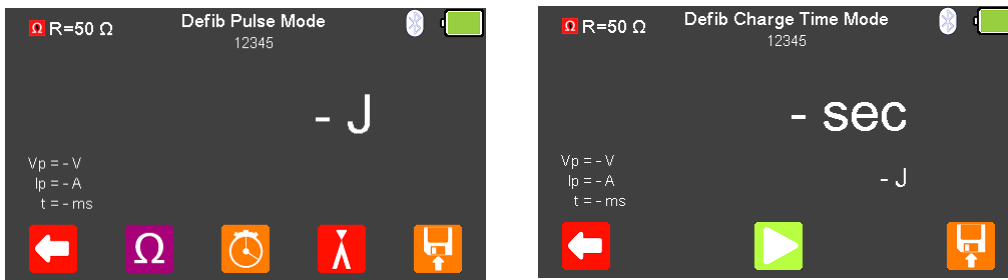 Ω R=50 Ω
Defib Pulse Mode
12345
- J
Vp = - V
Ip = - A
t = - ms
Ω
Ω R=50 Ω
Defib Charge Time Mode
12345
- sec
- J
Vp = - V
Ip = - A
t = - ms